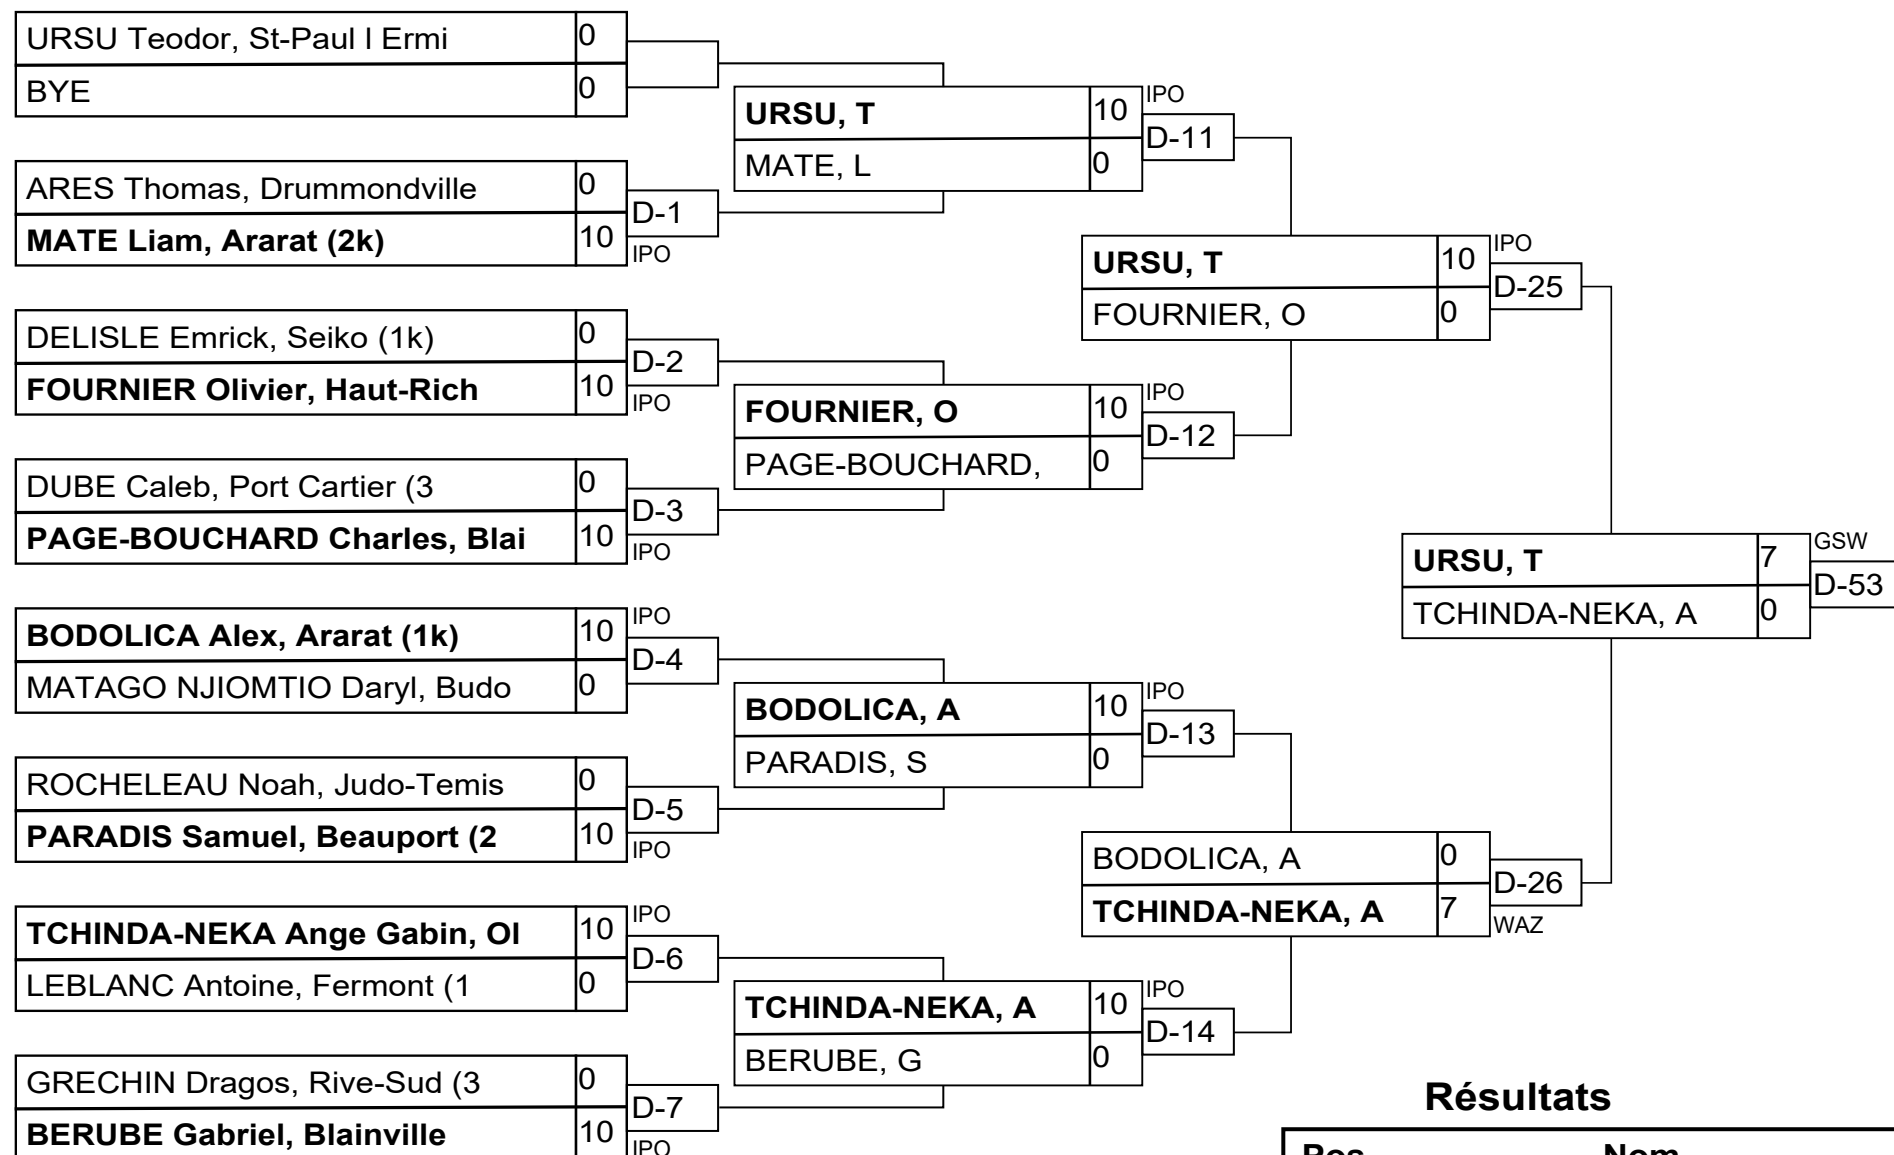 URSU Teodor, St-Paul l Ermi 0
BYE 0
ARES Thomas, Drummondville 0
D-1
MATE Liam, Ararat (2k) 10
IPO
DELISLE Emrick, Seiko (1k) 0
D-2
FOURNIER Olivier, Haut-Rich 10
IPO
DUBE Caleb, Port Cartier (3 0
D-3
PAGE-BOUCHARD Charles, Blai 10
IPO
BODOLICA Alex, Ararat (1k) 10
IPO
D-4
MATAGO NJIOMTIO Daryl, Budo 0
ROCHELEAU Noah, Judo-Temis 0
D-5
PARADIS Samuel, Beauport (2 10
IPO
TCHINDA-NEKA Ange Gabin, Ol 10
IPO
D-6
LEBLANC Antoine, Fermont (1 0
GRECHIN Dragos, Rive-Sud (3 0
D-7
BERUBE Gabriel, Blainville 10
IPO
URSU, T 10
IPO
D-11
MATE, L 0
FOURNIER, O 10
IPO
D-12
PAGE-BOUCHARD, 0
BODOLICA, A 10
IPO
D-13
PARADIS, S 0
TCHINDA-NEKA, A 10
IPO
D-14
BERUBE, G 0
URSU, T 10
IPO
D-25
FOURNIER, O 0
BODOLICA, A 0
D-26
TCHINDA-NEKA, A 7
WAZ
URSU, T 7
GSW
D-53
TCHINDA-NEKA, A 0
Résultats
Pos Nom